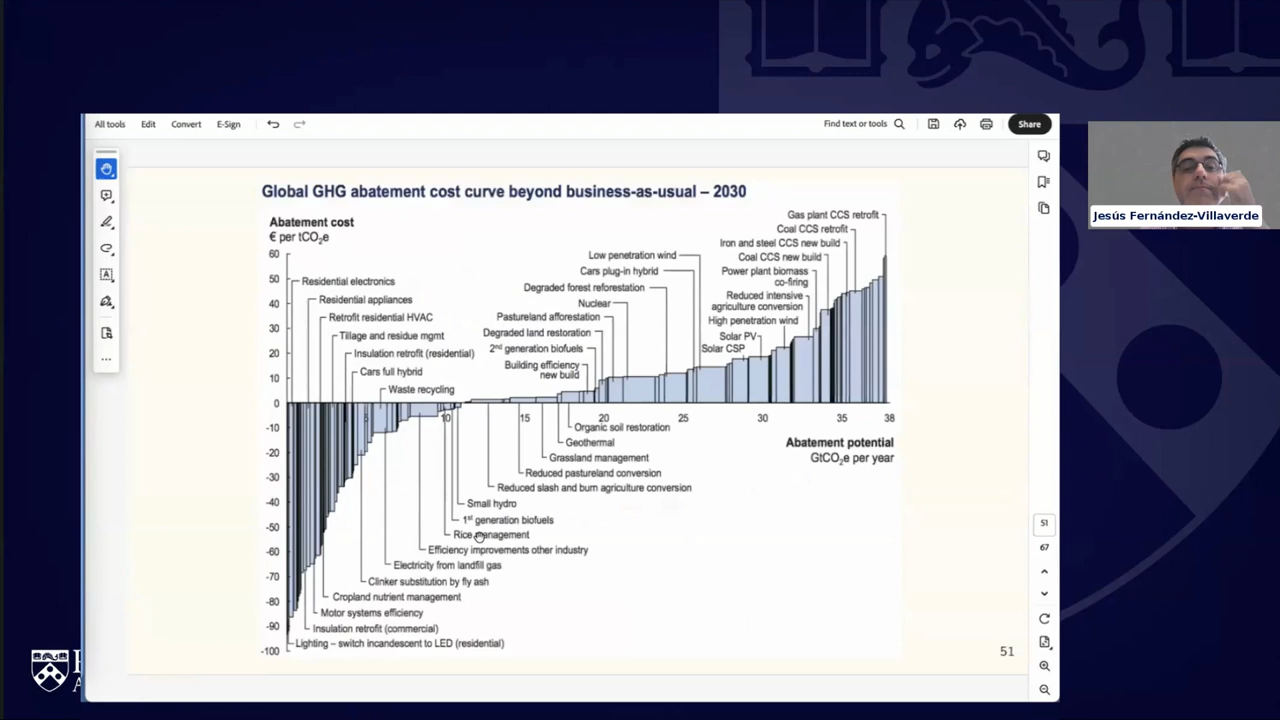 All tools Edit Convert E-Sign Find text or tools Share
Global GHG abatement cost curve beyond business-as-usual – 2030
Abatement cost
€ per tCO2e
60
50
40
30
20
10
0
-10
-20
-30
-40
-50
-60
-70
-80
-90
-100
Residential electronics
Residential appliances
Retrofit residential HVAC
Tillage and residue mgmt
Insulation retrofit (residential)
Cars full hybrid
Waste recycling
Low penetration wind
Cars plug-in hybrid
Degraded forest reforestation
Nuclear
Pastureland afforestation
Degraded land restoration
2nd generation biofuels
Building efficiency
new build
Gas plant CCS retrofit
Coal CCS retrofit
Iron and steel CCS new build
Coal CCS new build
Power plant biomass
co-firing
Reduced intensive
agriculture conversion
High penetration wind
Solar PV
Solar CSP
5 10 15 20 25 30 35 38
Abatement potential
GtCO2e per year
Organic soil restoration
Geothermal
Grassland management
Reduced pastureland conversion
Reduced slash and burn agriculture conversion
Small hydro
1st generation biofuels
Rice management
Efficiency improvements other industry
Electricity from landfill gas
Clinker substitution by fly ash
Cropland nutrient management
Motor systems efficiency
Insulation retrofit (commercial)
Lighting – switch incandescent to LED (residential)
51
51
67
Jesús Fernández-Villaverde